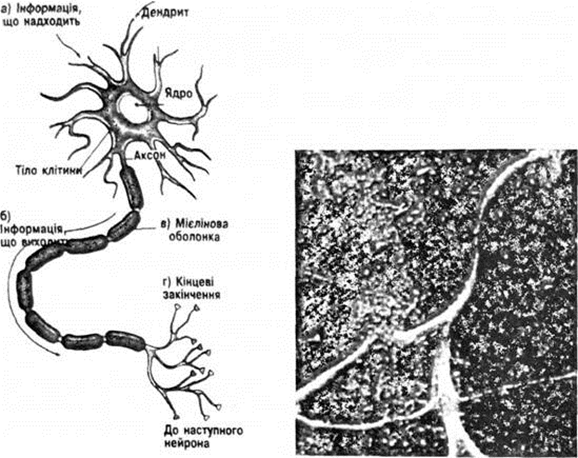 а) Інформація,
що надходить
Дендрит
Ядро
Аксон
Тіло клітини
б)
Інформація,
що виходить
в) Мієлінова
оболонка
г) Кінцеві
закінчення
До наступного
нейрона